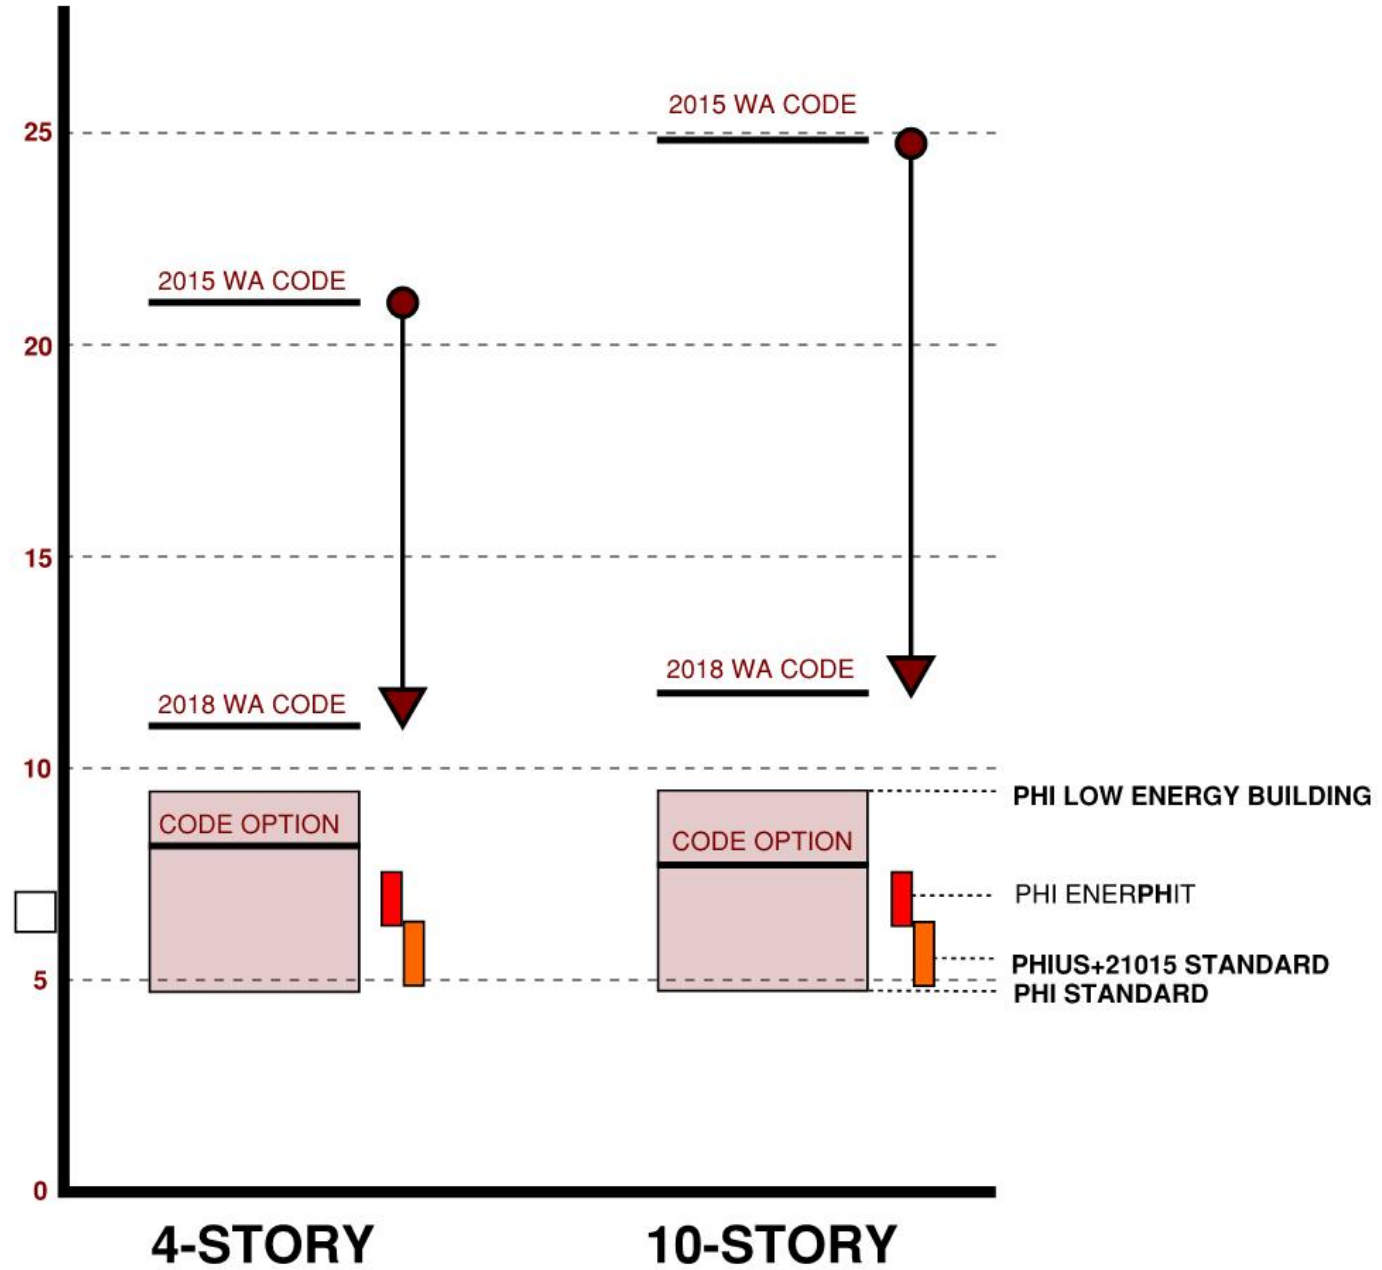 2015 WA CODE
25
2015 WA CODE
20
15
2018 WA CODE
2018 WA CODE
10
PHI LOW ENERGY BUILDING
CODE OPTION
CODE OPTION
PHI ENERPHIT
PHIUS+21015 STANDARD
5
PHI STANDARD
0
4-STORY
10-STORY